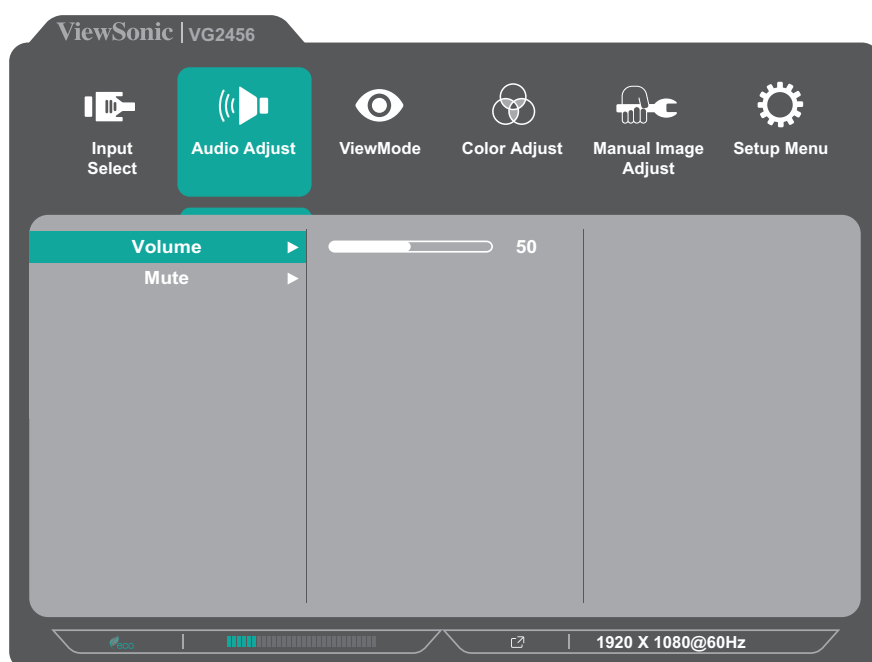 ViewSonic | VG2456
Input
Select
Audio Adjust
ViewMode
Color Adjust
Manual Image
Adjust
Setup Menu
Volume
50
Mute
eco
1920 X 1080@60Hz